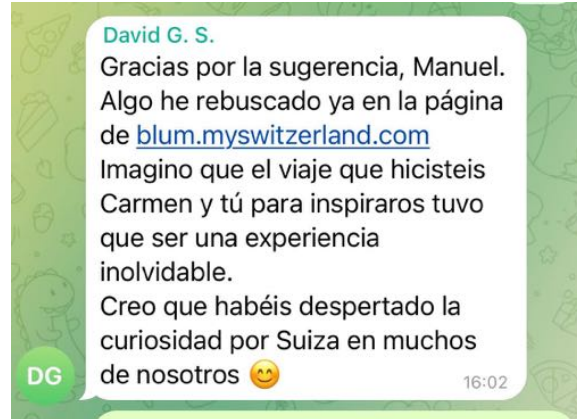 David G. S.
Gracias por la sugerencia, Manuel.
Algo he rebuscado ya en la página
de blum.myswitzerland.com
Imagino que el viaje que hicisteis
Carmen y tú para inspiraros tuvo
que ser una experiencia
inolvidable.
Creo que habéis despertado la
curiosidad por Suiza en muchos
de nosotros 😊
16:02
DG